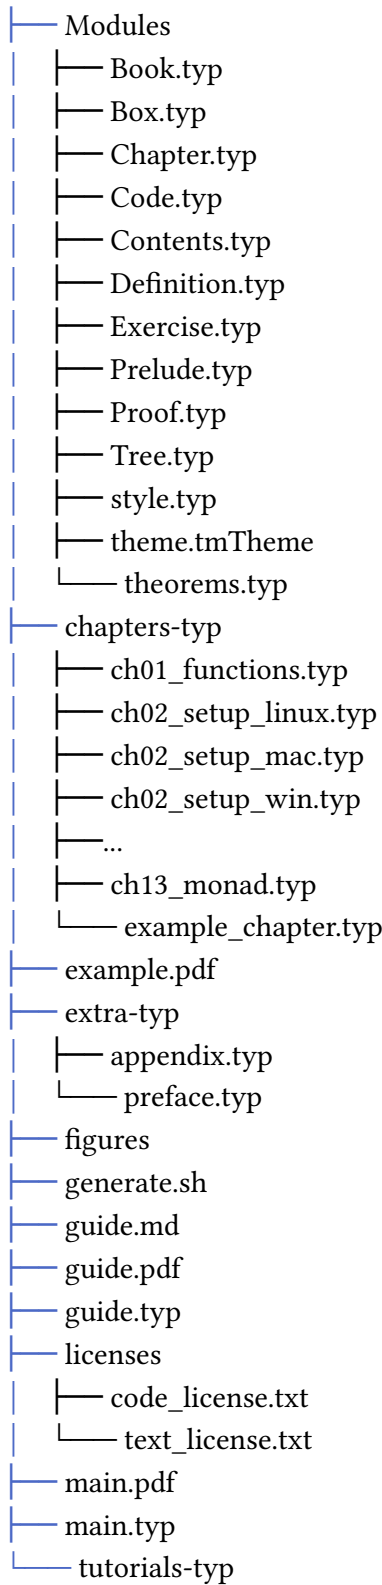 Modules
Book.typ
Box.typ
Chapter.typ
Code.typ
Contents.typ
Definition.typ
Exercise.typ
Prelude.typ
Proof.typ
Tree.typ
style.typ
theme.tmTheme
theorems.typ
chapters-typ
ch01_functions.typ
ch02_setup_linux.typ
ch02_setup_mac.typ
ch02_setup_win.typ
...
ch13_monad.typ
example_chapter.typ
example.pdf
extra-typ
appendix.typ
preface.typ
figures
generate.sh
guide.md
guide.pdf
guide.typ
licenses
code_license.txt
text_license.txt
main.pdf
main.typ
tutorials-typ